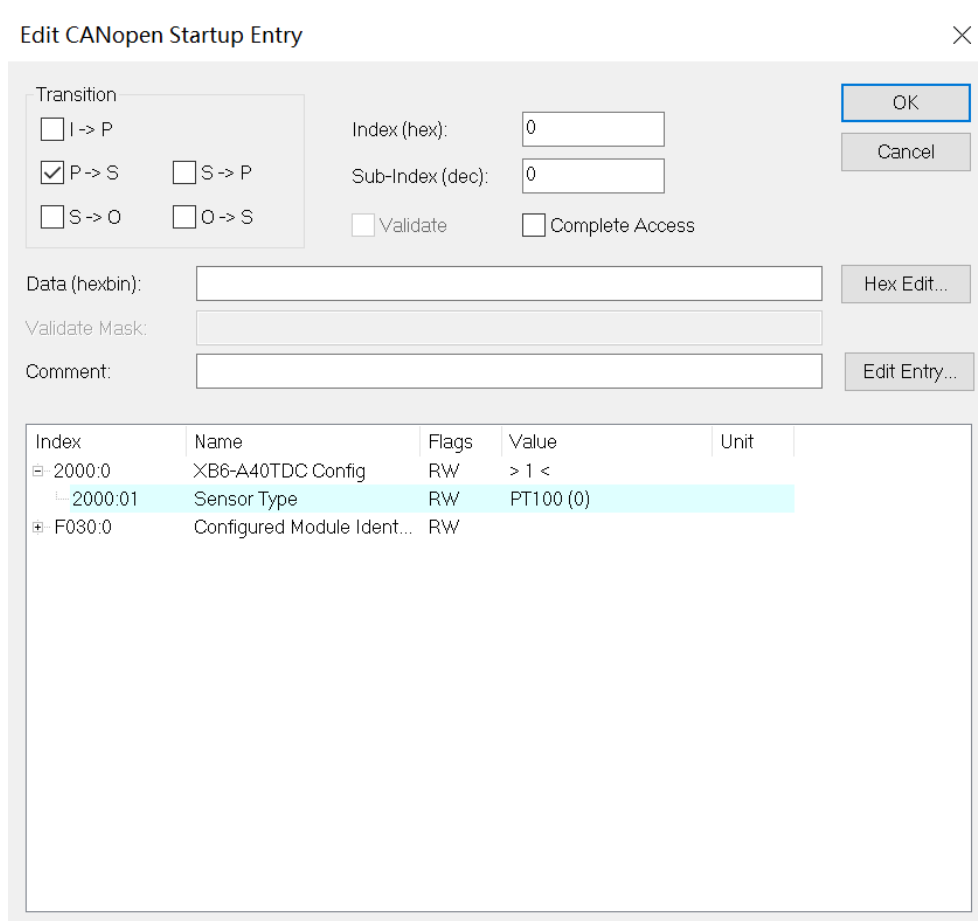 Edit CANopen Startup Entry
Transition
I -> P
P -> S
S -> P
S -> O
O -> S
Index (hex):
0
Sub-Index (dec):
0
Validate
Complete Access
OK
Cancel
Data (hexbin):
Hex Edit...
Validate Mask:
Comment:
Edit Entry...
Index Name Flags Value Unit
2000:0 XB6-A40TDC Config RW > 1 <
2000:01 Sensor Type RW PT100 (0)
F030:0 Configured Module Ident... RW